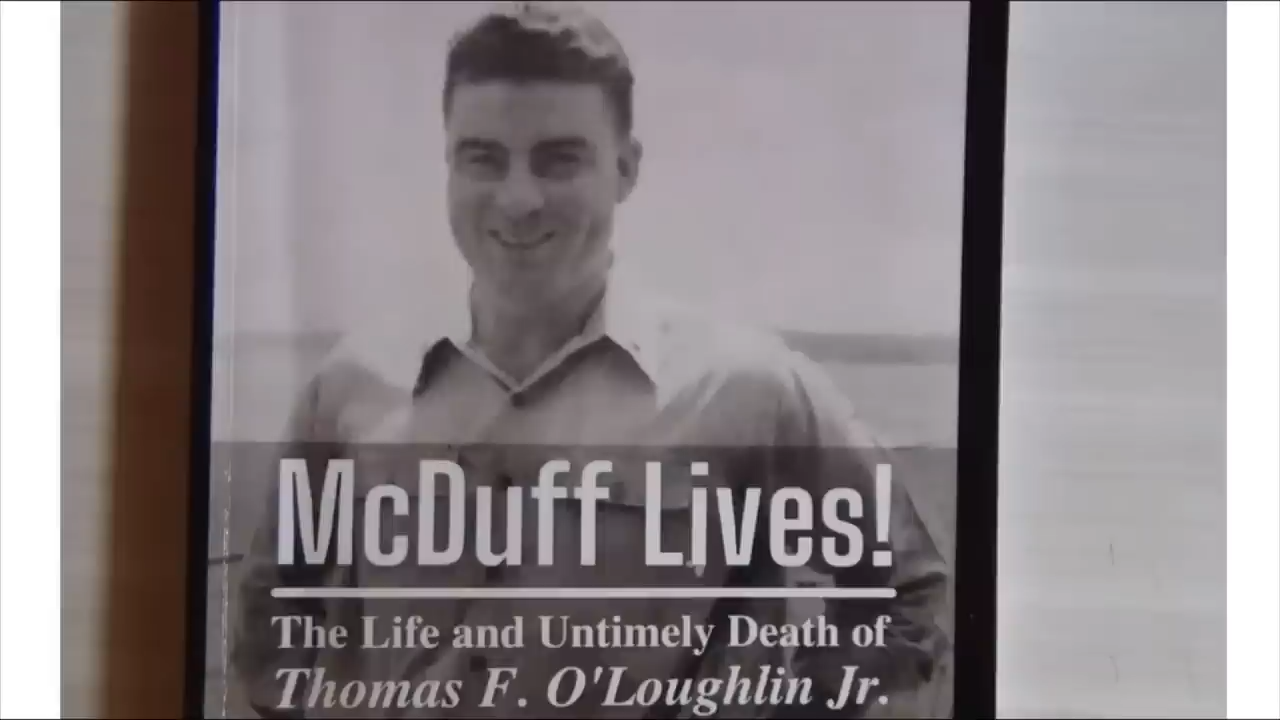 McDuff Lives!
The Life and Untimely Death of
Thomas F. O'Loughlin Jr.